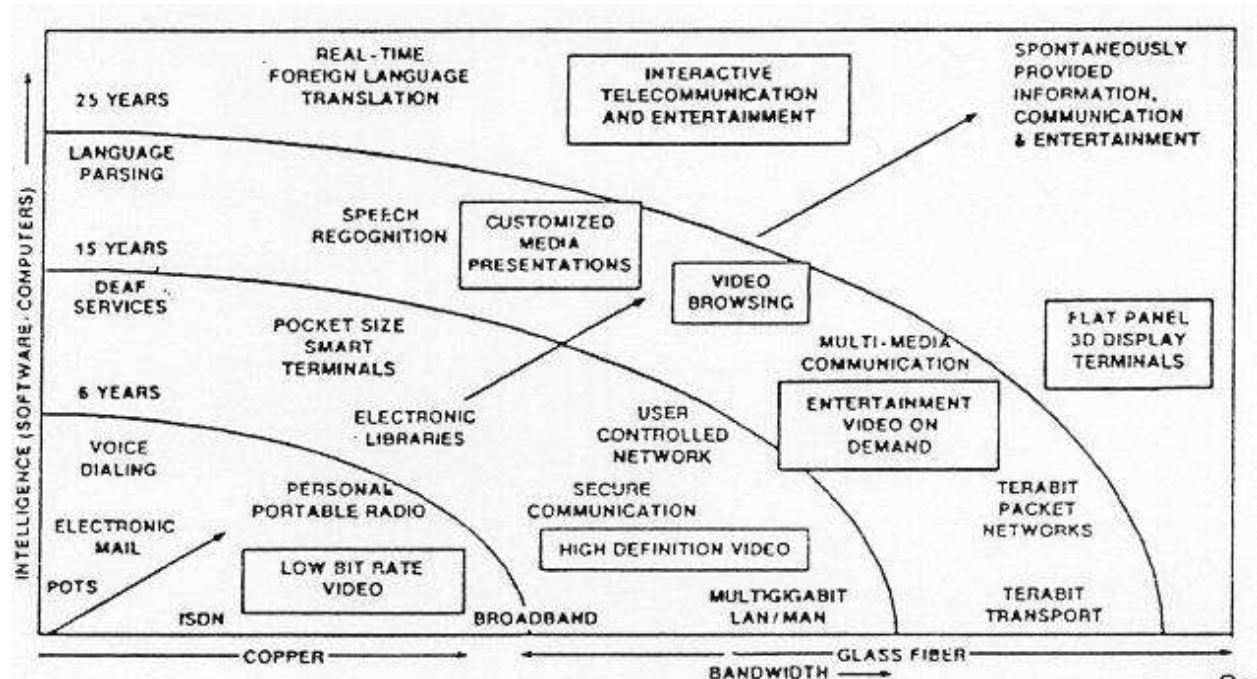 REAL-TIME
FOREIGN LANGUAGE
TRANSLATION
INTERACTIVE
TELECOMMUNICATION
AND ENTERTAINMENT
SPONTANEOUSLY
PROVIDED
INFORMATION,
COMMUNICATION
& ENTERTAINMENT
25 YEARS
LANGUAGE
PARSING
SPEECH
REGOGNITION
CUSTOMIZED
MEDIA
PRESENTATIONS
15 YEARS
DEAF
SERVICES
VIDEO
BROWSING
POCKET SIZE
SMART
TERMINALS
MULTI-MEDIA
COMMUNICATION
FLAT PANEL
3D DISPLAY
TERMINALS
6 YEARS
ELECTRONIC
LIBRARIES
USER
CONTROLLED
NETWORK
ENTERTAINMENT
VIDEO ON
DEMAND
VOICE
DIALING
PERSONAL
PORTABLE RADIO
SECURE
COMMUNICATION
TERABIT
PACKET
NETWORKS
ELECTRONIC
MAIL
LOW BIT RATE
VIDEO
HIGH DEFINITION VIDEO
POTS
ISDN
BROADBAND
MULTIGIGABIT
LAN/MAN
TERABIT
TRANSPORT
INTELLIGENCE (SOFTWARE, COMPUTERS)
COPPER
GLASS FIBER
BANDWIDTH